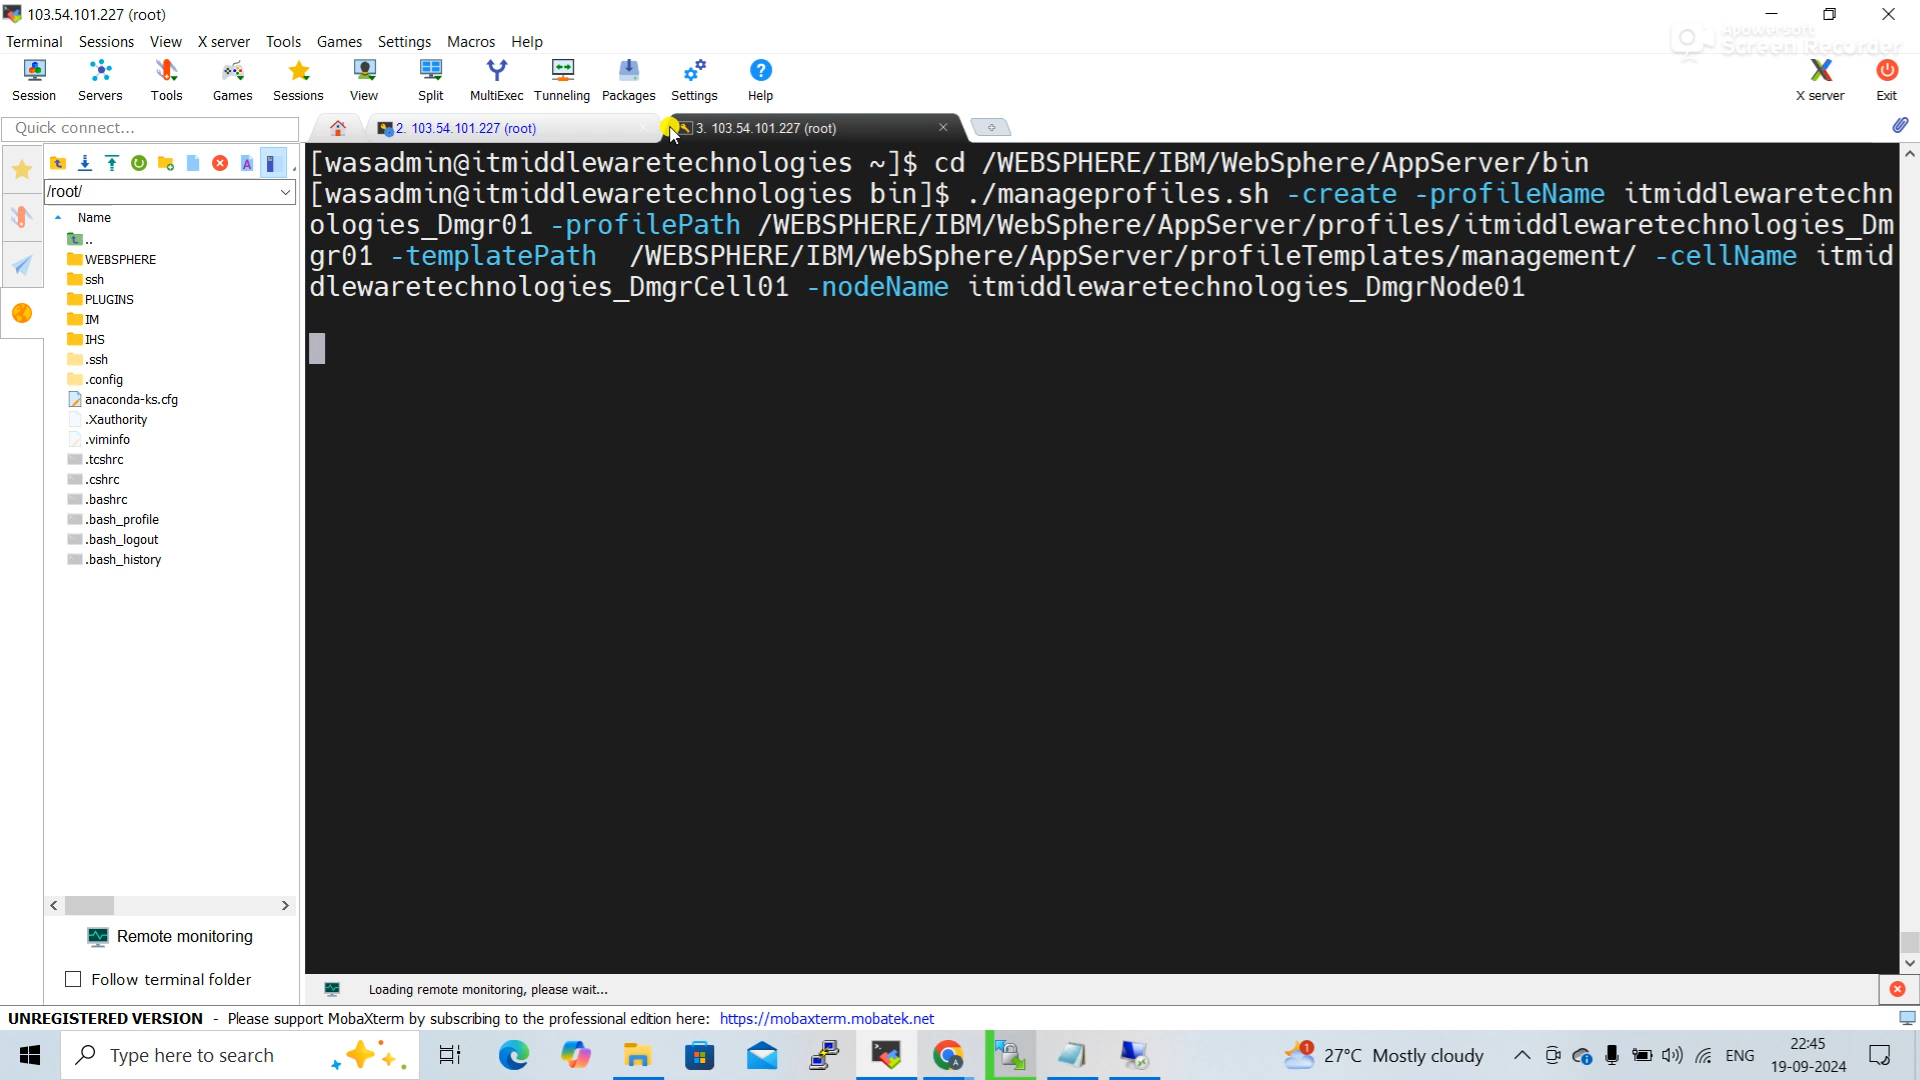 103.54.101.227 (root)
Terminal Sessions View X server Tools Games Settings Macros Help
Apowersoft
Screen Recorder
Session Servers Tools Games Sessions View Split MultiExec Tunneling Packages Settings Help X server Exit
Quick connect...
2. 103.54.101.227 (root)
3. 103.54.101.227 (root)
/root/
Name
..
WEBSPHERE
ssh
PLUGINS
IM
IHS
.ssh
.config
anaconda-ks.cfg
.Xauthority
.viminfo
.tcshrc
.cshrc
.bashrc
.bash_profile
.bash_logout
.bash_history
Remote monitoring
Follow terminal folder
[wasadmin@itmiddlewaretechnologies ~]$ cd /WEBSPHERE/IBM/WebSphere/AppServer/bin
[wasadmin@itmiddlewaretechnologies bin]$ ./manageprofiles.sh -create -profileName itmiddlewaretechn
ologies_Dmgr01 -profilePath /WEBSPHERE/IBM/WebSphere/AppServer/profiles/itmiddlewaretechnologies_Dm
gr01 -templatePath  /WEBSPHERE/IBM/WebSphere/AppServer/profileTemplates/management/ -cellName itmid
dlewaretechnologies_DmgrCell01 -nodeName itmiddlewaretechnologies_DmgrNode01
Loading remote monitoring, please wait...
UNREGISTERED VERSION - Please support MobaXterm by subscribing to the professional edition here: https://mobaxterm.mobatek.net
Type here to search
1
27°C Mostly cloudy
ENG
22:45
19-09-2024